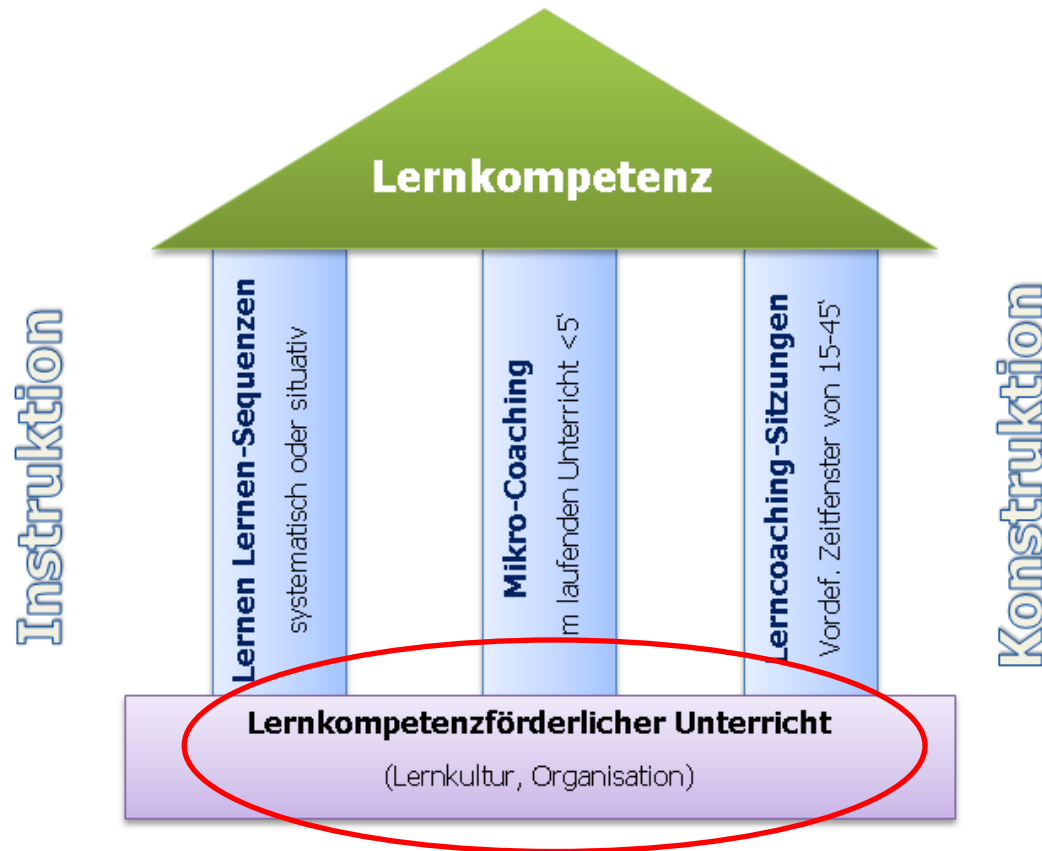 Lernkompetenz
Instruktion
Lernen Lernen-Sequenzen
systematisch oder situativ
Mikro-Coaching
m laufenden Unterricht <5'
Lerncoaching-Sitzungen
Vordef. Zeitfenster von 15-45'
Konstruktion
Lernkompetenzförderlicher Unterricht
(Lernkultur, Organisation)